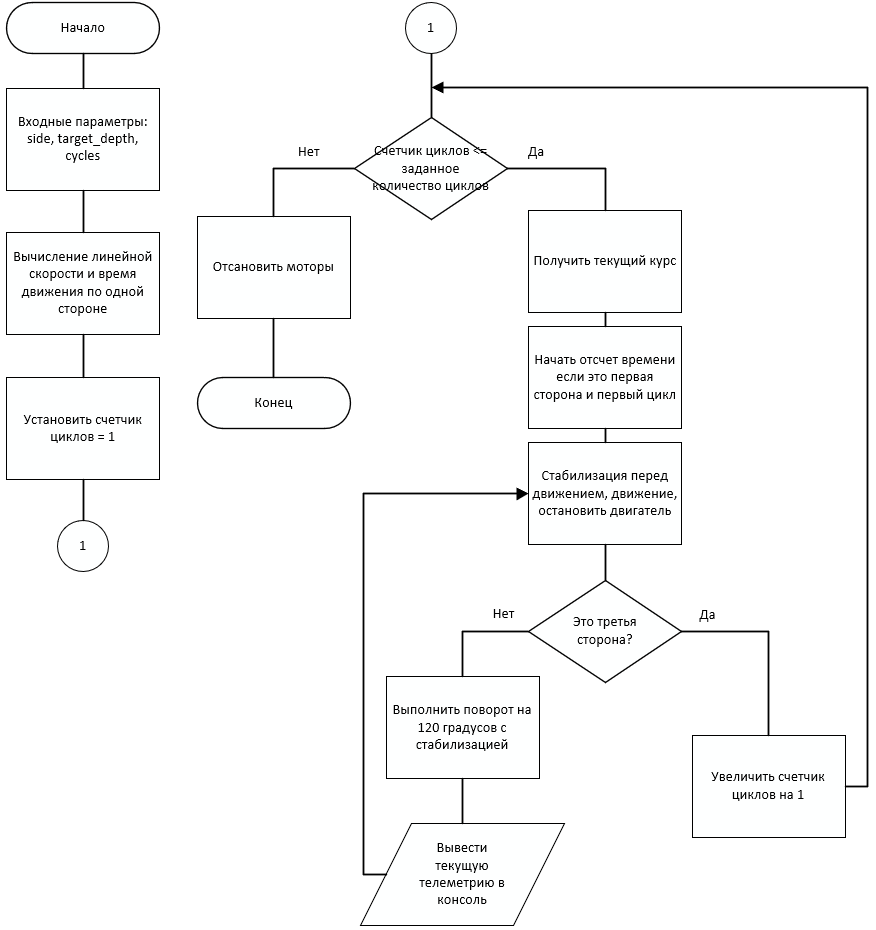 Начало
Входные параметры:
side, target_depth,
cycles
Вычисление линейной
скорости и время
движения по одной
стороне
Установить счетчик
циклов = 1
1
1
Счетчик циклов <=
заданное
количество циклов
Нет
Да
Отсановить моторы
Конец
Получить текущий курс
Начать отсчет времени
если это первая
сторона и первый цикл
Стабилизация перед
движением, движение,
остановить двигатель
Это третья
сторона?
Нет
Да
Выполнить поворот на
120 градусов с
стабилизацией
Вывести
текущую
телеметрию в
консоль
Увеличить счетчик
циклов на 1